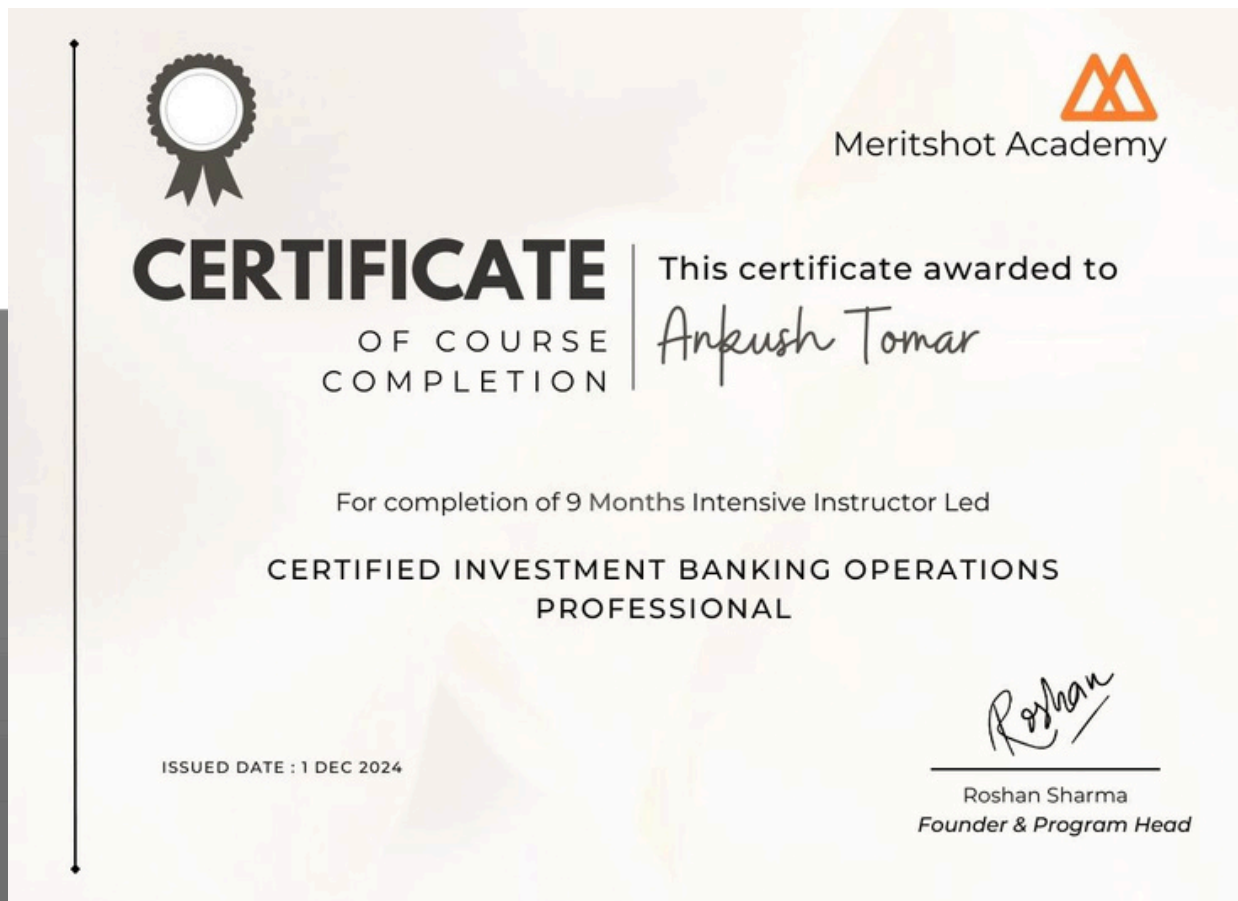 Meritshot Academy
CERTIFICATE
OF COURSE
COMPLETION
This certificate awarded to
Ankush Tomar
For completion of 9 Months Intensive Instructor Led
CERTIFIED INVESTMENT BANKING OPERATIONS
PROFESSIONAL
ISSUED DATE : 1 DEC 2024
Roshan
Roshan Sharma
Founder & Program Head